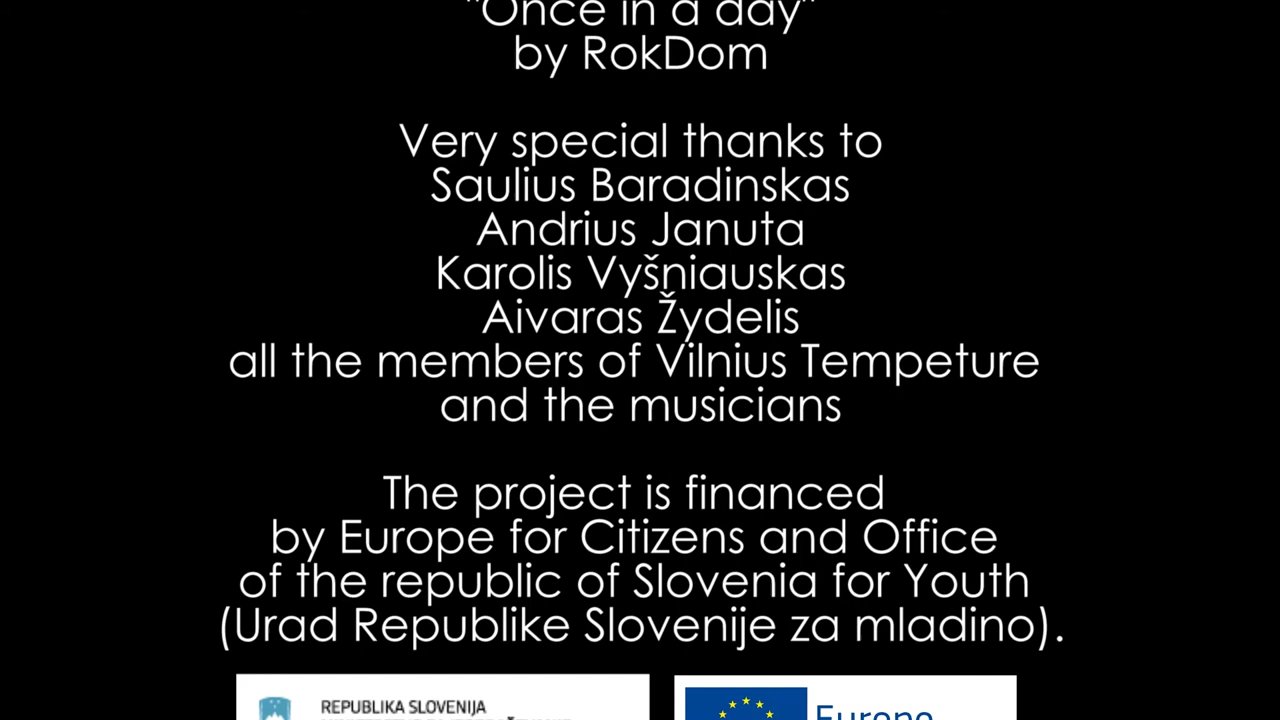 "Once in a day"
by RokDom
Very special thanks to
Saulius Baradinskas
Andrius Januta
Karolis Vyšniauskas
Aivaras Žydelis
all the members of Vilnius Tempeture
and the musicians
The project is financed
by Europe for Citizens and Office
of the republic of Slovenia for Youth
(Urad Republike Slovenije za mladino).
REPUBLIKA SLOVENIJA
Europe